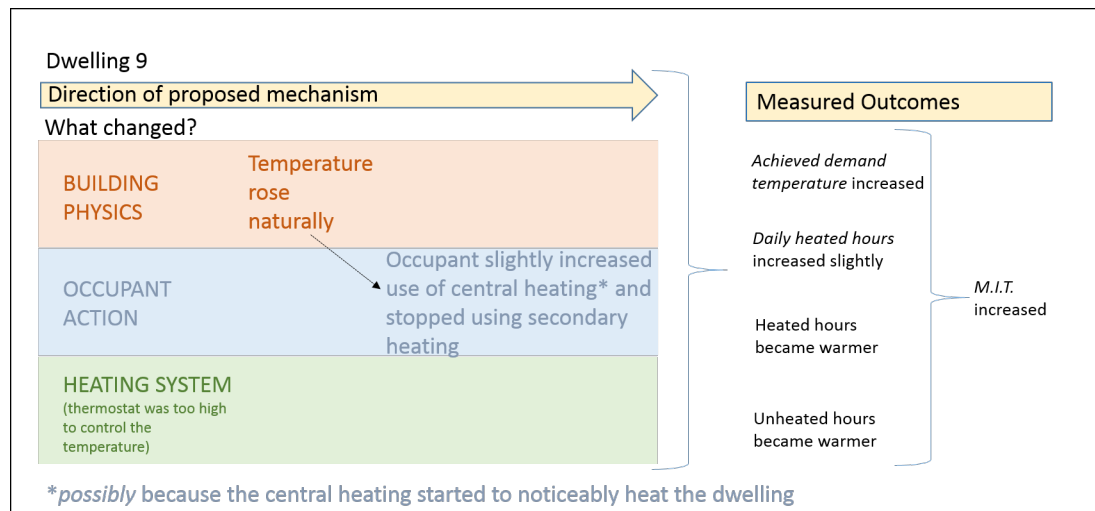 Dwelling 9
Direction of proposed mechanism
What changed?
BUILDING
PHYSICS
Temperature
rose
naturally
OCCUPANT
ACTION
Occupant slightly increased
use of central heating* and
stopped using secondary
heating
HEATING SYSTEM
(thermostat was too high
to control the
temperature)
*possibly because the central heating started to noticeably heat the dwelling
Measured Outcomes
Achieved demand
temperature increased
Daily heated hours
increased slightly
Heated hours
became warmer
Unheated hours
became warmer
M.I.T.
increased